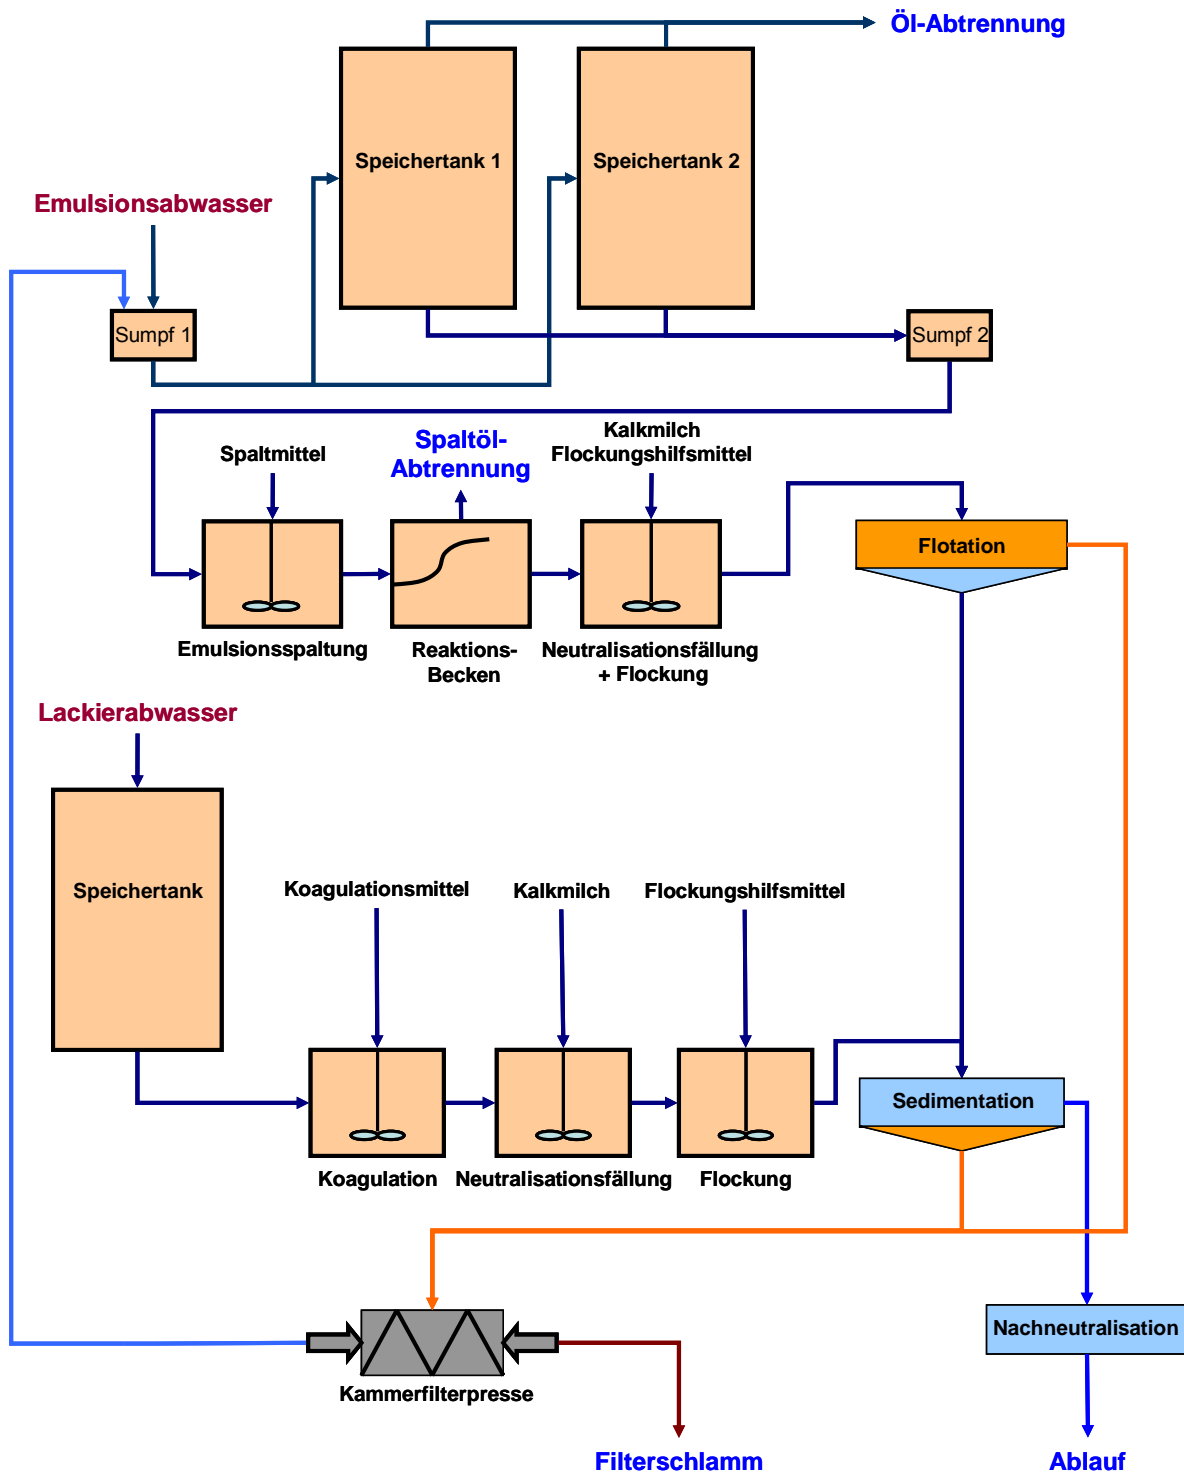 Öl-Abtrennung
Speichertank 1
Speichertank 2
Emulsionsabwasser
Sumpf 1
Sumpf 2
Spaltmittel
Spaltöl-
Abtrennung
Kalkmilch
Flockungshilfsmittel
Flotation
Emulsionsspaltung
Reaktions-
Becken
Neutralisationsfällung
+ Flockung
Lackierabwasser
Speichertank
Koagulationsmittel
Kalkmilch
Flockungshilfsmittel
Sedimentation
Koagulation
Neutralisationsfällung
Flockung
Nachneutralisation
Kammerfilterpresse
Filterschlamm
Ablauf